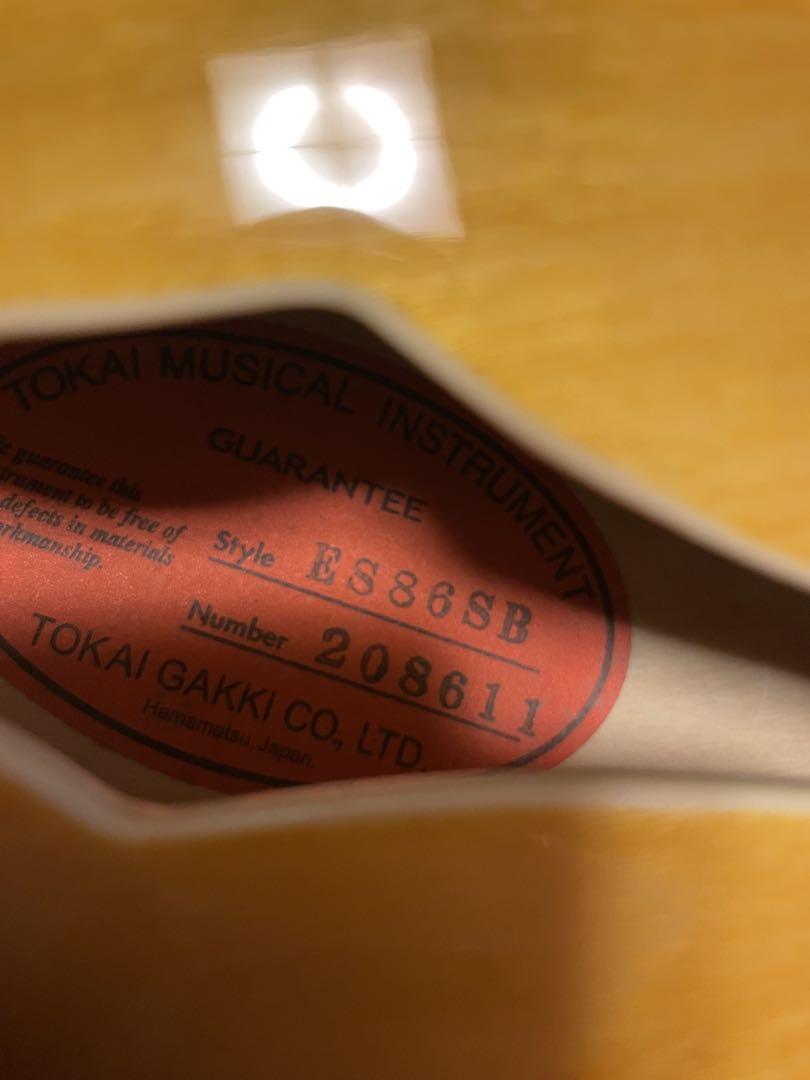 TOKAI MUSICAL INSTRUMENT
GUARANTEE
guarantee this
to be free of
defects in materials
Style ES86SB
Number 208611
TOKAI GAKKI CO., LTD.
Hamamatsu, Japan.